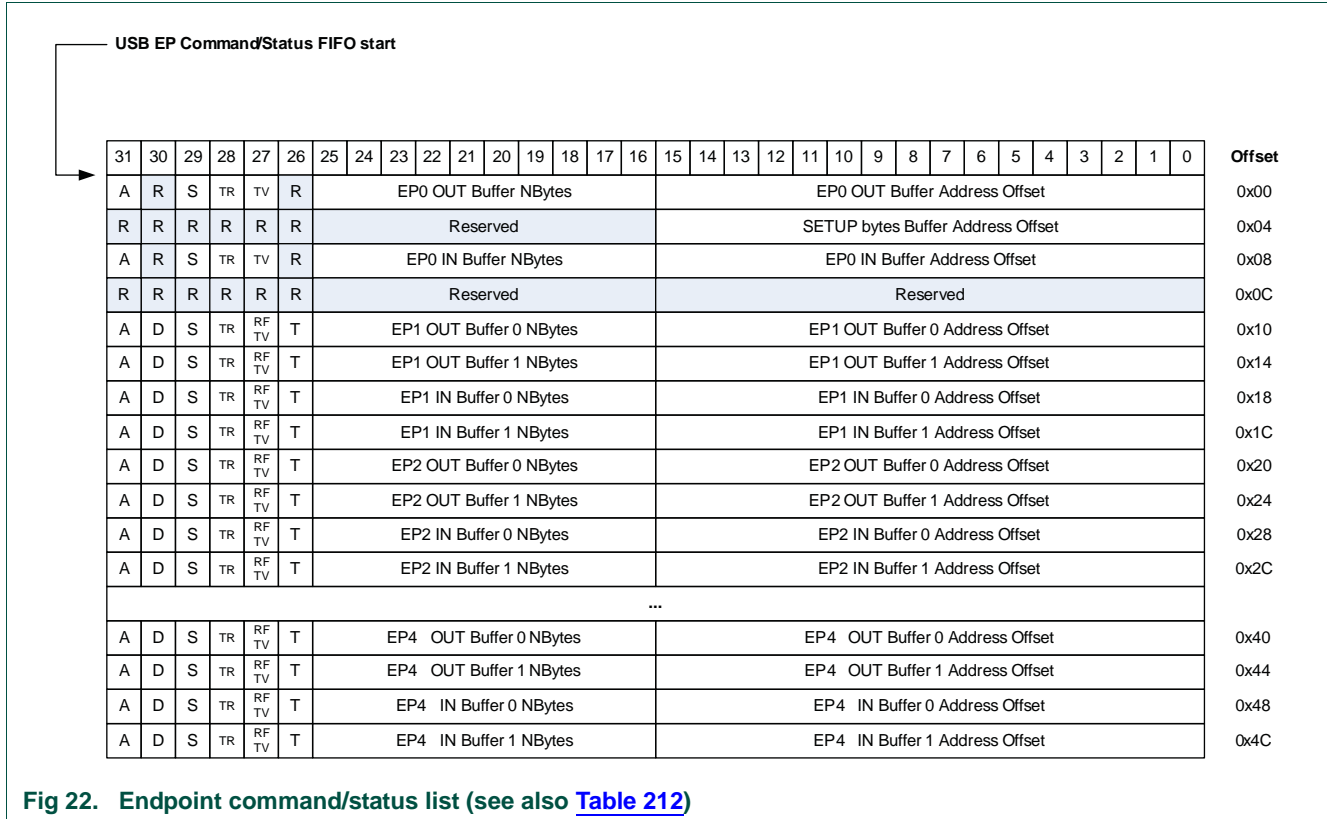 USB EP Command/Status FIFO start
31 30 29 28 27 26 25 24 23 22 21 20 19 18 17 16 15 14 13 12 11 10 9 8 7 6 5 4 3 2 1 0 Offset
A R S TR TV R EP0 OUT Buffer NBytes EP0 OUT Buffer Address Offset 0x00
R R R R R R Reserved SETUP bytes Buffer Address Offset 0x04
A R S TR TV R EP0 IN Buffer NBytes EP0 IN Buffer Address Offset 0x08
R R R R R R Reserved Reserved 0x0C
A D S TR RF TV T EP1 OUT Buffer 0 NBytes EP1 OUT Buffer 0 Address Offset 0x10
A D S TR RF TV T EP1 OUT Buffer 1 NBytes EP1 OUT Buffer 1 Address Offset 0x14
A D S TR RF TV T EP1 IN Buffer 0 NBytes EP1 IN Buffer 0 Address Offset 0x18
A D S TR RF TV T EP1 IN Buffer 1 NBytes EP1 IN Buffer 1 Address Offset 0x1C
A D S TR RF TV T EP2 OUT Buffer 0 NBytes EP2 OUT Buffer 0 Address Offset 0x20
A D S TR RF TV T EP2 OUT Buffer 1 NBytes EP2 OUT Buffer 1 Address Offset 0x24
A D S TR RF TV T EP2 IN Buffer 0 NBytes EP2 IN Buffer 0 Address Offset 0x28
A D S TR RF TV T EP2 IN Buffer 1 NBytes EP2 IN Buffer 1 Address Offset 0x2C
...
A D S TR RF TV T EP4 OUT Buffer 0 NBytes EP4 OUT Buffer 0 Address Offset 0x40
A D S TR RF TV T EP4 OUT Buffer 1 NBytes EP4 OUT Buffer 1 Address Offset 0x44
A D S TR RF TV T EP4 IN Buffer 0 NBytes EP4 IN Buffer 0 Address Offset 0x48
A D S TR RF TV T EP4 IN Buffer 1 NBytes EP4 IN Buffer 1 Address Offset 0x4C
Fig 22. Endpoint command/status list (see also Table 212)